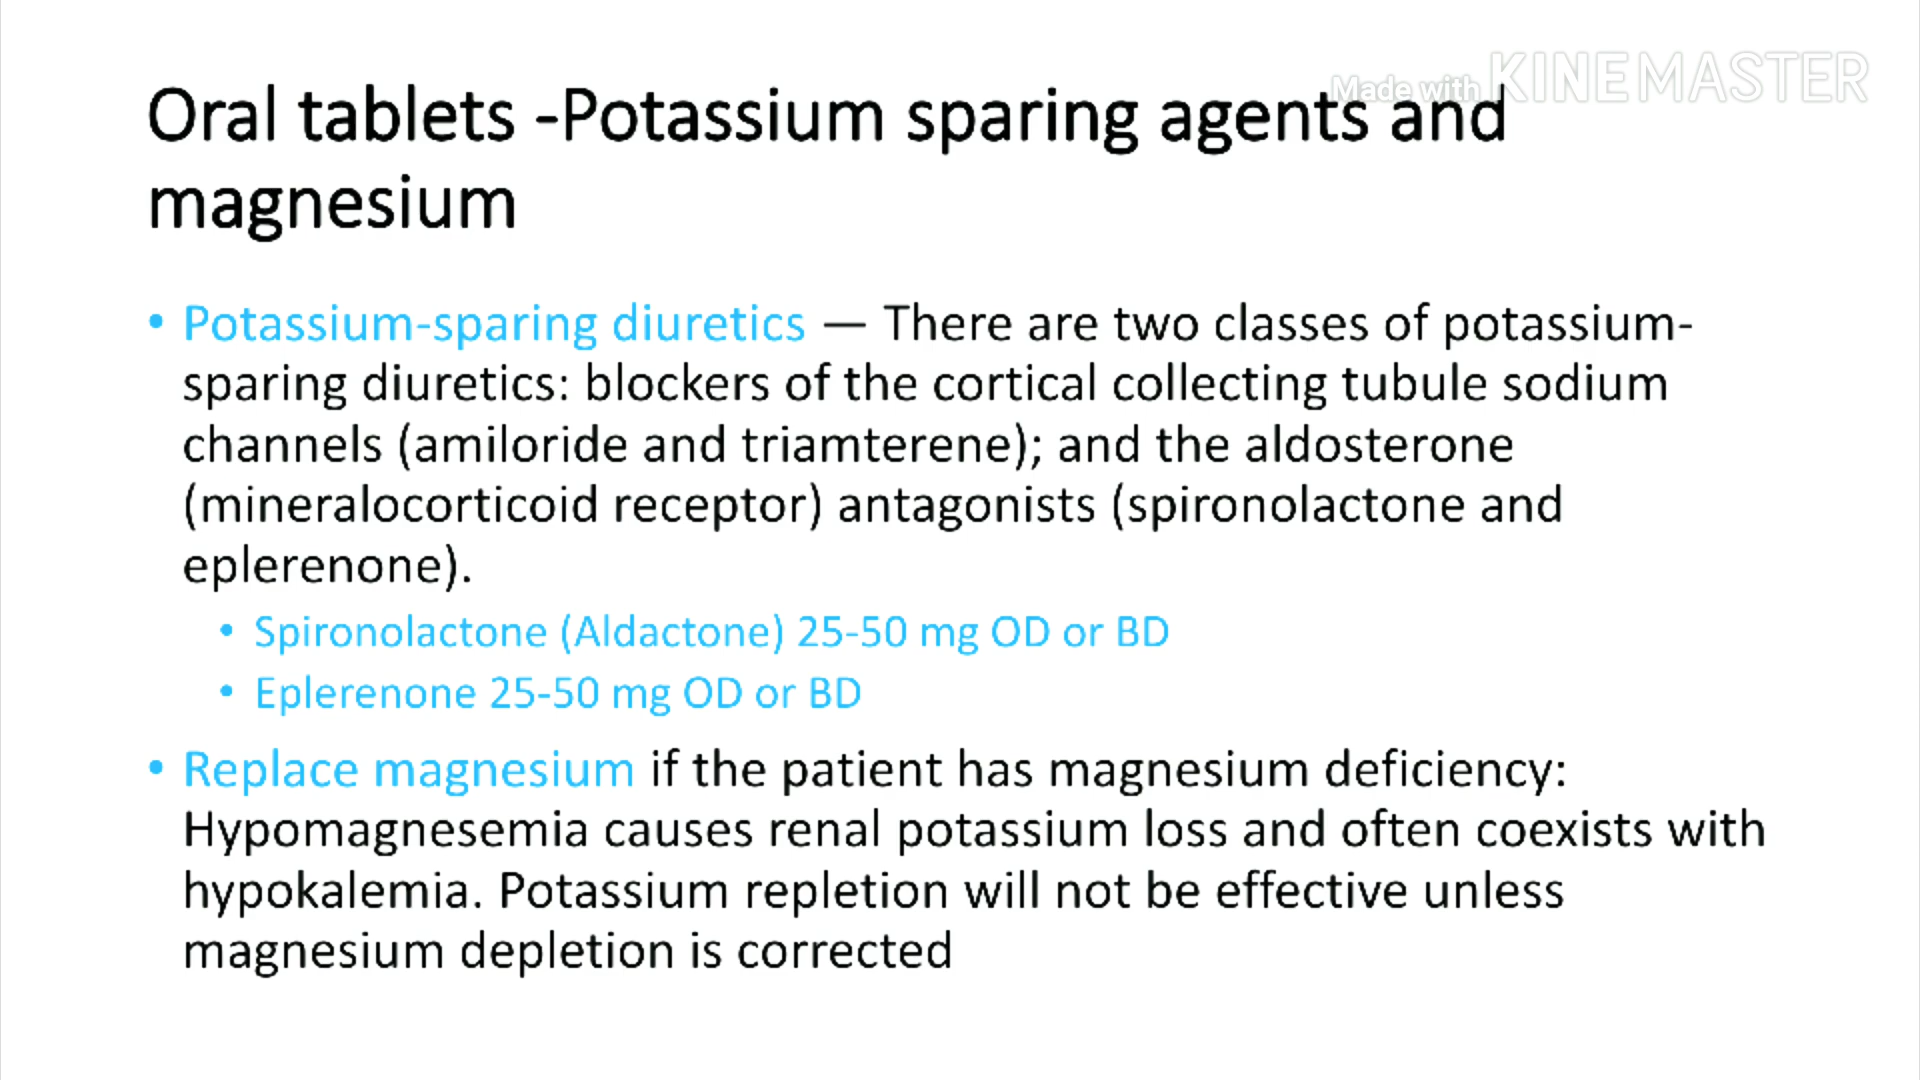 Made with KINEMASTER
Oral tablets -Potassium sparing agents and
magnesium
• Potassium-sparing diuretics — There are two classes of potassium-
sparing diuretics: blockers of the cortical collecting tubule sodium
channels (amiloride and triamterene); and the aldosterone
(mineralocorticoid receptor) antagonists (spironolactone and
eplerenone).
• Spironolactone (Aldactone) 25-50 mg OD or BD
• Eplerenone 25-50 mg OD or BD
• Replace magnesium if the patient has magnesium deficiency:
Hypomagnesemia causes renal potassium loss and often coexists with
hypokalemia. Potassium repletion will not be effective unless
magnesium depletion is corrected